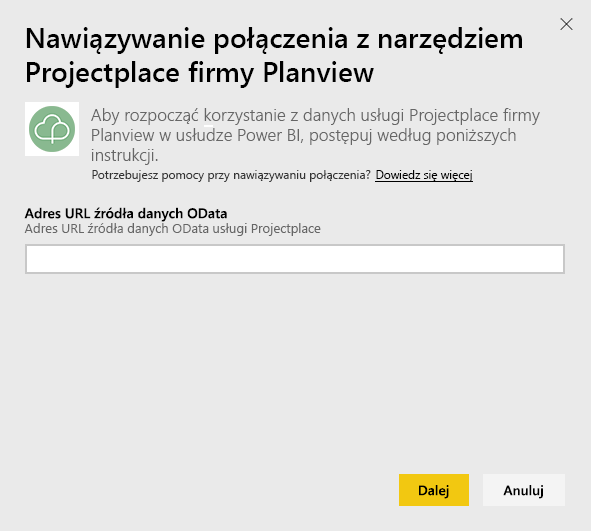 Nawiązywanie połączenia z narzędziem
Projectplace firmy Planview
Aby rozpocząć korzystanie z danych usługi Projectplace firmy
Planview w usłudze Power BI, postępuj według poniższych
instrukcji.
Potrzebujesz pomocy przy nawiązywaniu połączenia? Dowiedz się więcej
Adres URL źródła danych OData
Adres URL źródła danych OData usługi Projectplace
Dalej Anuluj